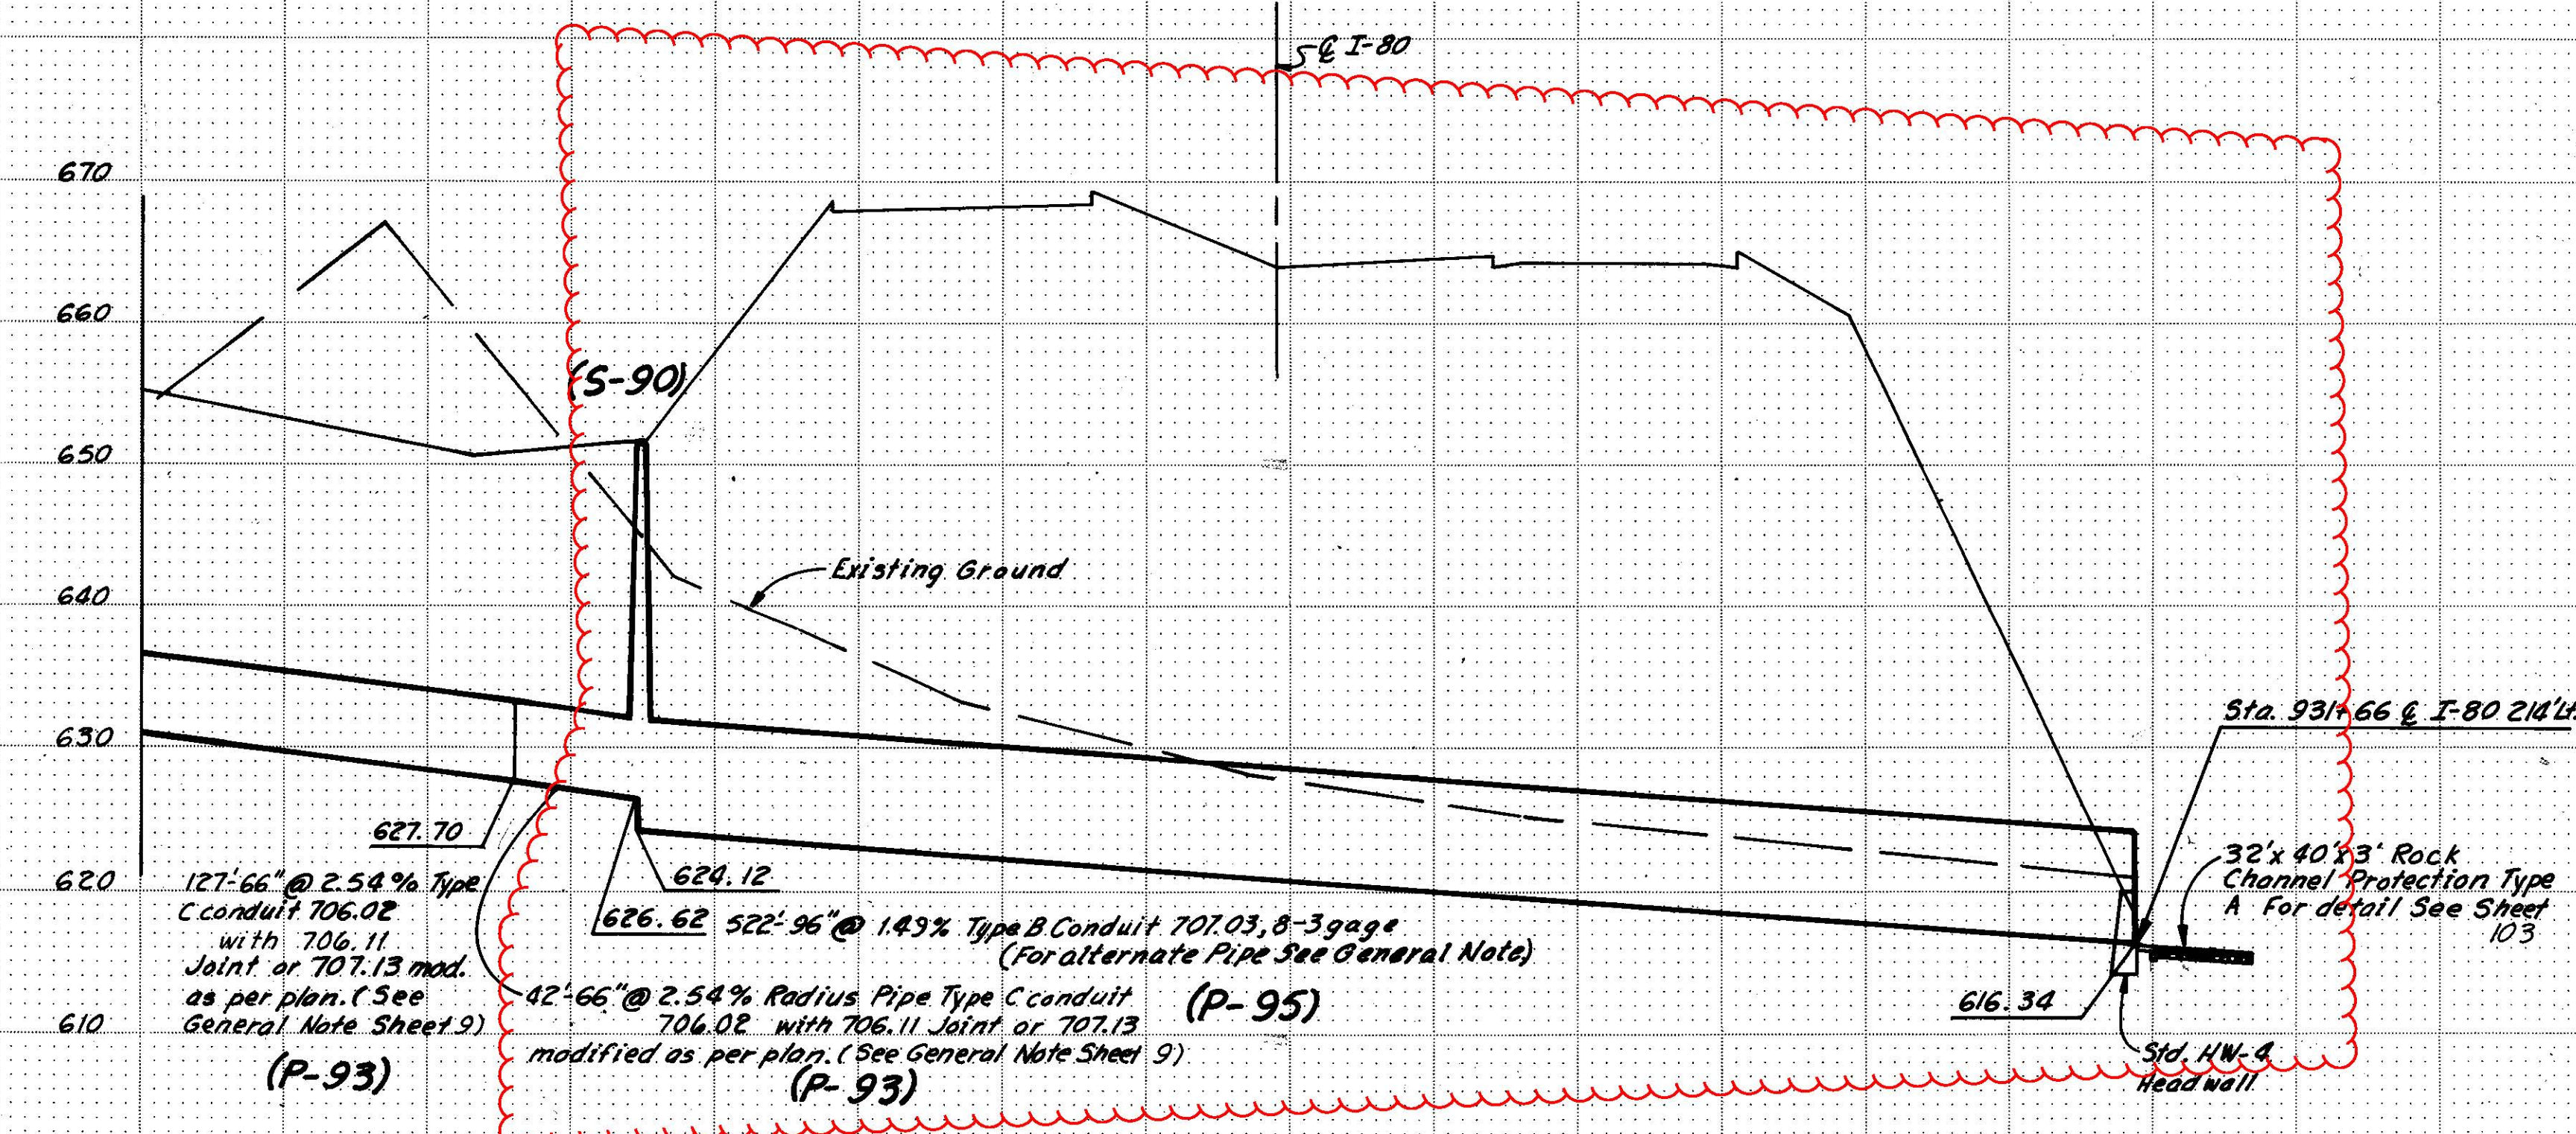 ℄ I-80
670
660
650
640
630
620
610
(S-90)
Existing Ground
627.70
624.12
626.62
127'-66"@ 2.54% Type
C conduit 706.02
with 706.11
Joint or 707.13 mod.
as per plan. (See
General Note Sheet 9)
(P-93)
522'-96"@ 1.49% Type B Conduit 707.03, 8-3 gage
(For alternate Pipe See General Note)
(P-95)
42'-66"@ 2.54% Radius Pipe Type C conduit
706.02 with 706.11 Joint or 707.13
modified as per plan. (See General Note Sheet 9)
(P-93)
Sta. 931+66 ℄ I-80 214' Lt.
32'x 40'x 3' Rock
Channel Protection Type
A For detail See Sheet
103
616.34
Std. HW-4
Headwall